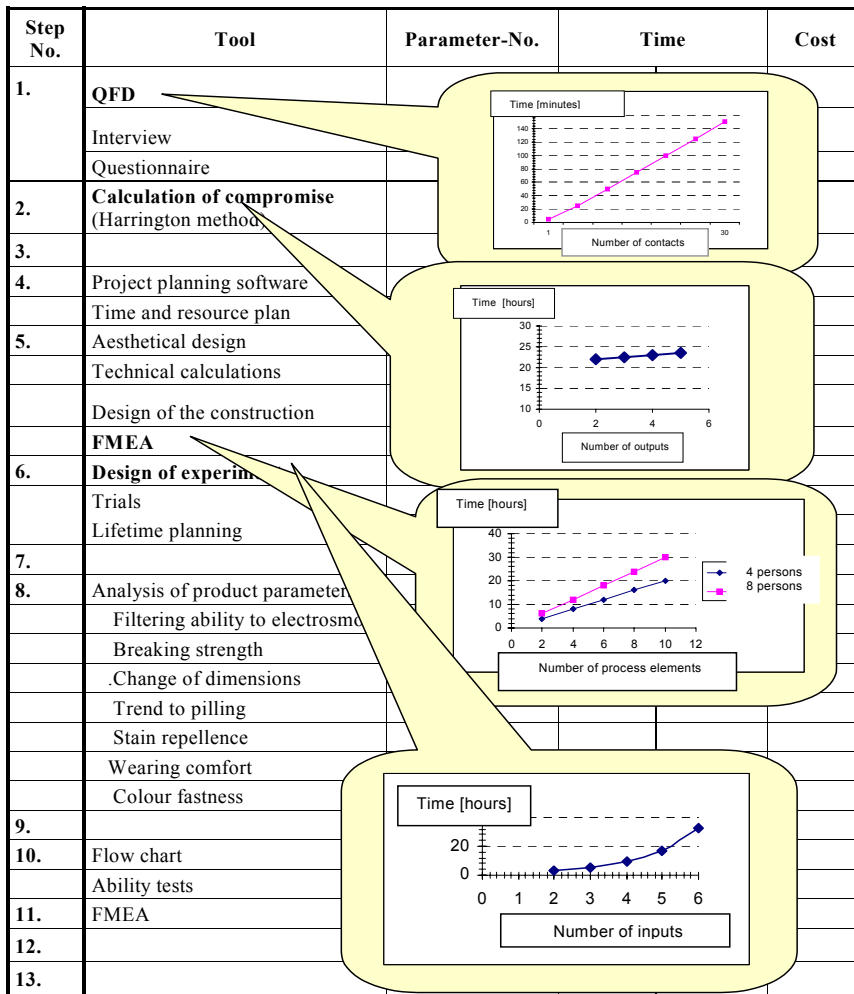 Step No. Tool Parameter-No. Time Cost
1. QFD
Interview
Questionnaire
2. Calculation of compromise
(Harrington method)
3.
4. Project planning software
Time and resource plan
5. Aesthetical design
Technical calculations
Design of the construction
FMEA
6. Design of experim
Trials
Lifetime planning
7.
8. Analysis of product parameter
Filtering ability to electrosmo
Breaking strength
.Change of dimensions
Trend to pilling
Stain repellence
Wearing comfort
Colour fastness
9.
10. Flow chart
Ability tests
11. FMEA
12.
13.
Time [minutes]
140
120
100
80
60
40
20
0
1 30
Number of contacts
Time [hours]
30
25
20
15
10
0 2 4 6
Number of outputs
Time [hours]
40
30
20
10
0
0 2 4 6 8 10 12
4 persons
8 persons
Number of process elements
Time [hours]
20
0
0 1 2 3 4 5 6
Number of inputs